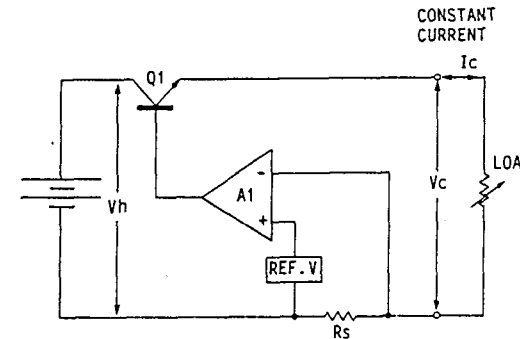 CONSTANT
CURRENT
Q1
Ic
LOA
A1
-
+
Vh
Vc
REF.V
Rs